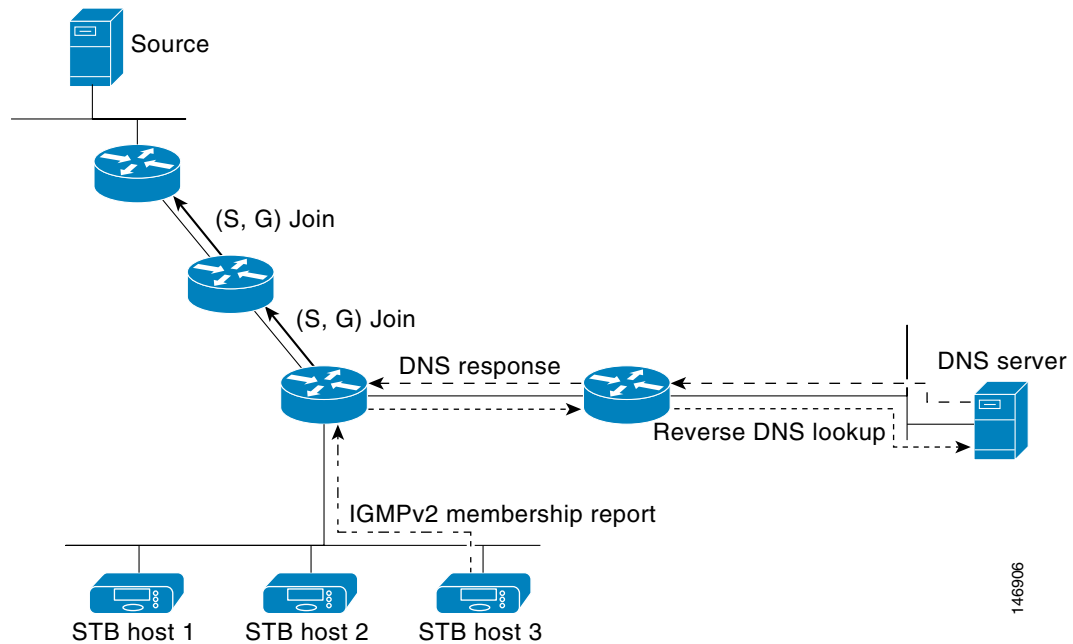 Source
(S, G) Join
(S, G) Join
DNS response
DNS server
Reverse DNS lookup
IGMPv2 membership report
STB host 1
STB host 2
STB host 3
146906